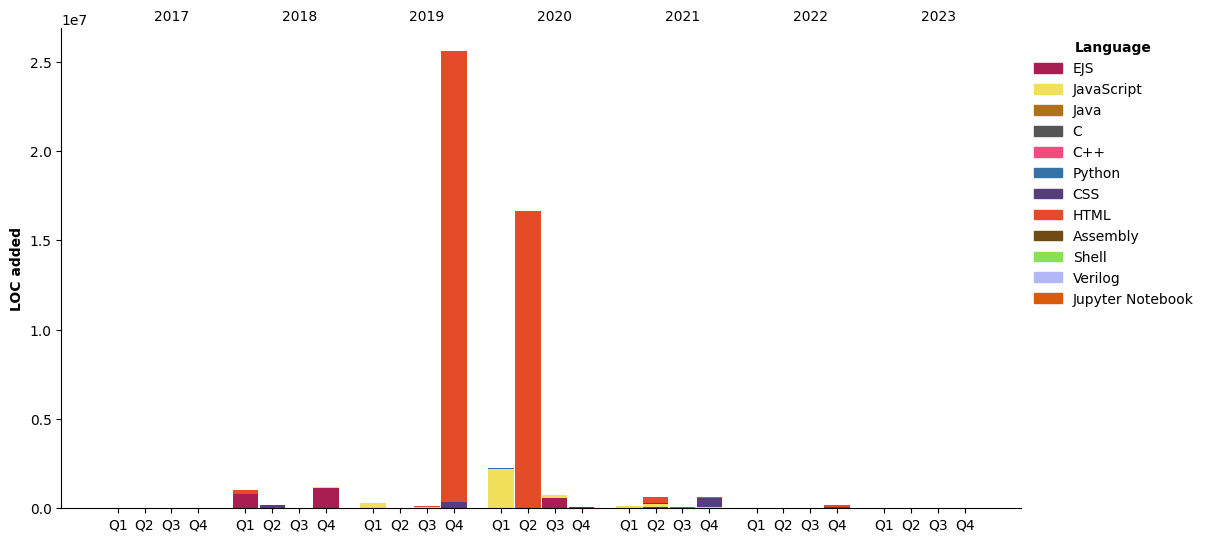 2017 2018 2019 2020 2021 2022 2023
1e7
2.5
2.0
1.5
1.0
0.5
0.0
LOC added
Q1 Q2 Q3 Q4 Q1 Q2 Q3 Q4 Q1 Q2 Q3 Q4 Q1 Q2 Q3 Q4 Q1 Q2 Q3 Q4 Q1 Q2 Q3 Q4 Q1 Q2 Q3 Q4
Language
EJS
JavaScript
Java
C
C++
Python
CSS
HTML
Assembly
Shell
Verilog
Jupyter Notebook